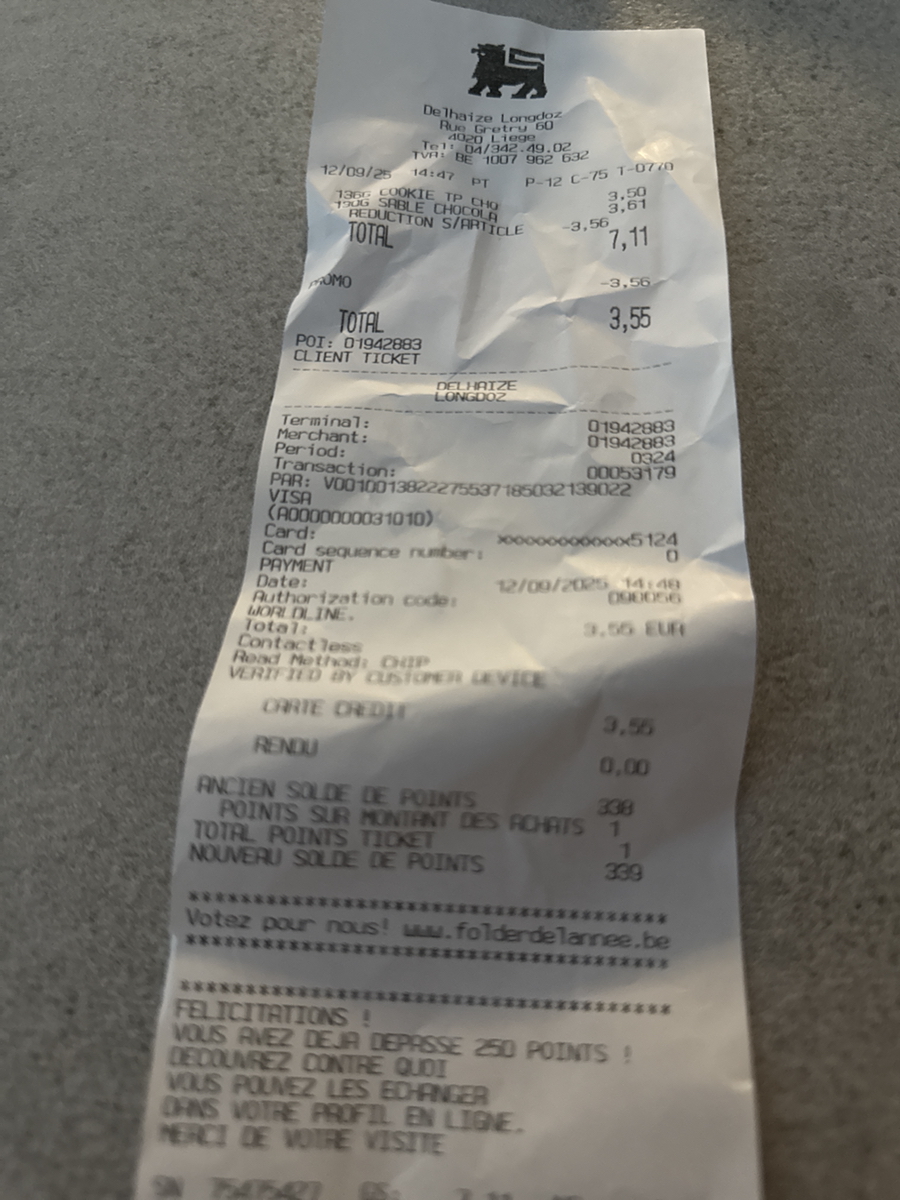 Delhaize Longdoz
Rue Gretry 60
4020 Liege
Tel: 04/342.49.02
TVA: BE 1007 962 632
12/09/25 14:47 PT P-12 C-75 T-0770
136G COOKIE TP CHO 3,50
130G SABLE CHOCOLA 3,61
REDUCTION S/ARTICLE -3,56
TOTAL 7,11
PROMO -3,56
TOTAL 3,55
POI: 01942883
CLIENT TICKET
DELHAIZE
LONGDOZ
Terminal: 01942883
Merchant: 01942883
Period: 0324
Transaction: 00053179
PAR: V0010013822275537185032139022
VISA
(A0000000031010)
Card: xxxxxxxxxxxx5124
Card sequence number: 0
PAYMENT
Date: 12/09/2025 14:48
Authorization code: 090056
WORLDLINE.
Total: 3.55 EUR
Contactless
Read Method: CHIP
VERIFIED BY CUSTOMER DEVICE
CARTE CREDIT 3,55
RENDU 0,00
ANCIEN SOLDE DE POINTS 338
POINTS SUR MONTANT DES ACHATS 1
TOTAL POINTS TICKET 1
NOUVEAU SOLDE DE POINTS 339
****************************************
Votez pour nous! www.folderdelannee.be
****************************************
****************************************
FELICITATIONS !
VOUS AVEZ DEJA DEPASSE 250 POINTS !
DECOUVREZ CONTRE QUOI
VOUS POUVEZ LES ECHANGER
DANS VOTRE PROFIL EN LIGNE.
MERCI DE VOTRE VISITE